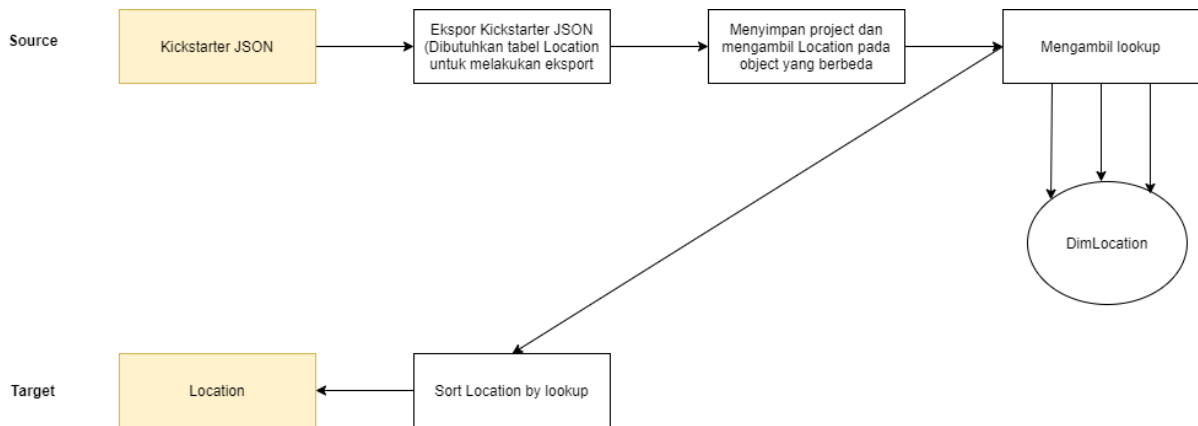 Source
Kickstarter JSON
Ekspor Kickstarter JSON
(Dibutuhkan tabel Location
untuk melakukan eksport
Menyimpan project dan
mengambil Location pada
object yang berbeda
Mengambil lookup
DimLocation
Target
Location
Sort Location by lookup